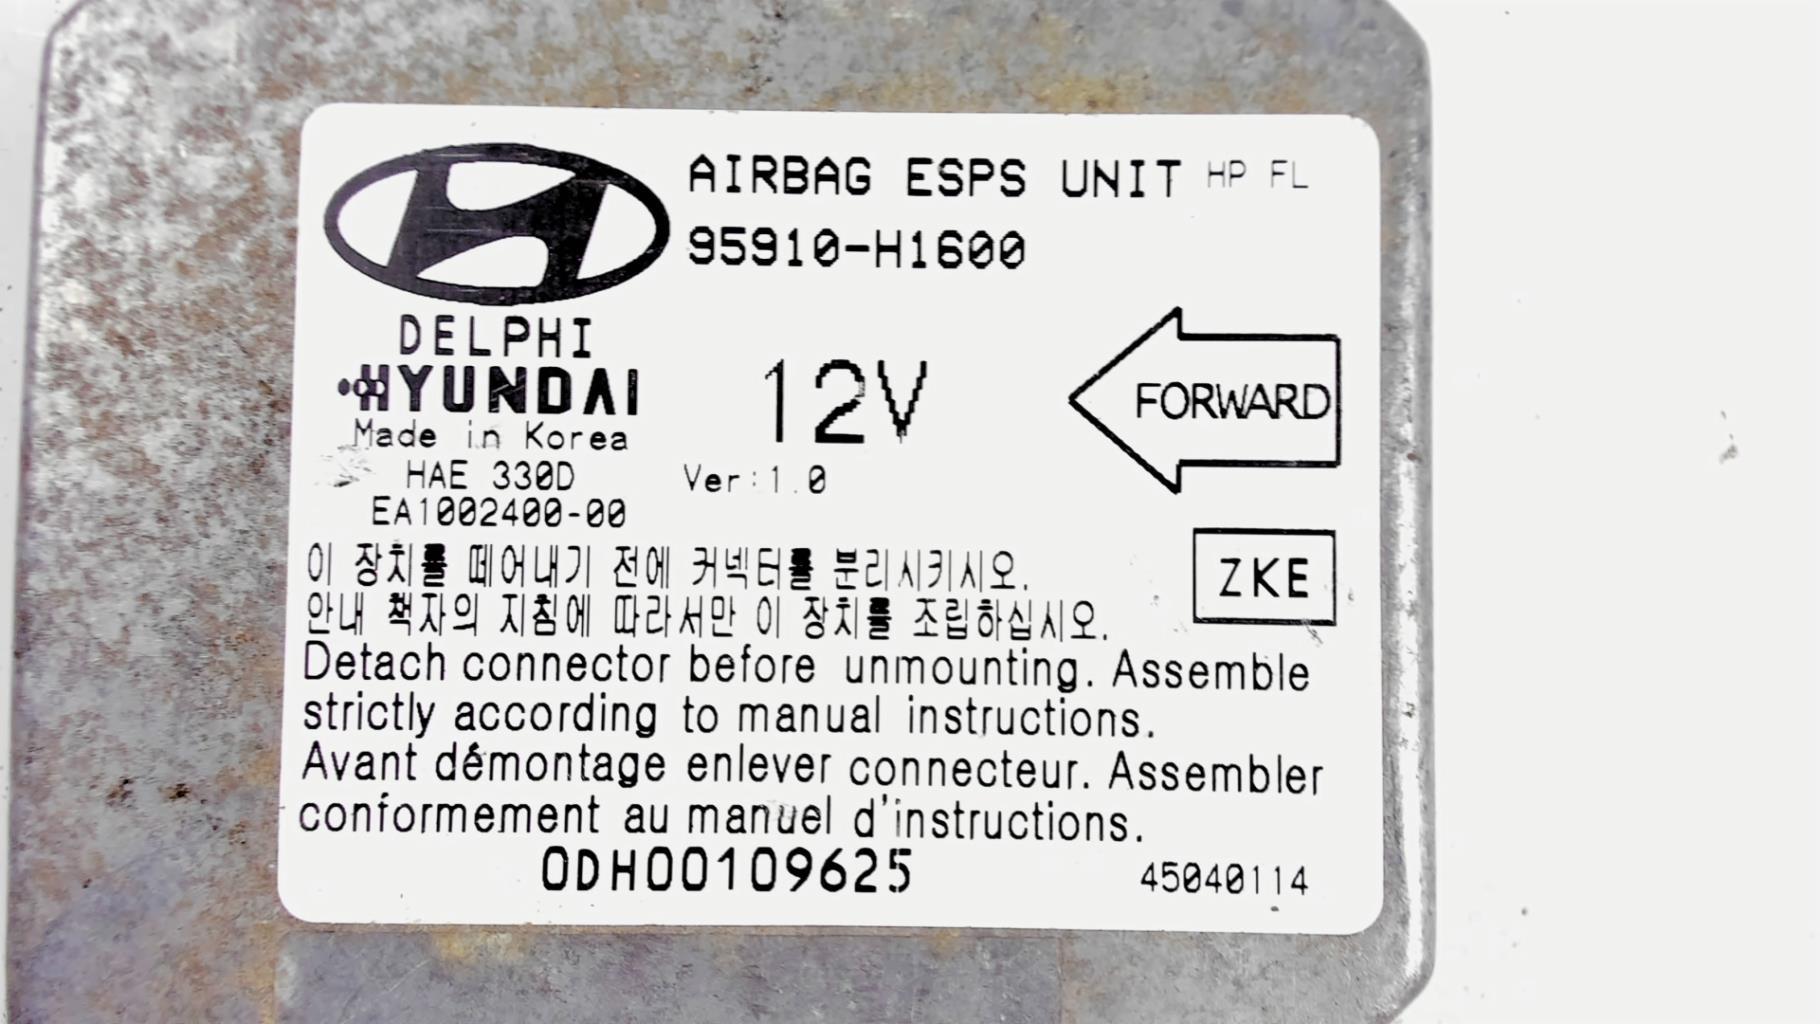 AIRBAG ESPS UNIT HP FL
95910-H1600
DELPHI
HYUNDAI
Made in Korea
HAE 330D
EA1002400-00
12V
Ver:1.0
FORWARD
ZKE
이 장치를 떼어내기 전에 커넥터를 분리시키시오.
안내 책자의 지침에 따라서만 이 장치를 조립하십시오.
Detach connector before unmounting. Assemble
strictly according to manual instructions.
Avant démontage enlever connecteur. Assembler
conformement au manuel d'instructions.
0DH00109625
45040114